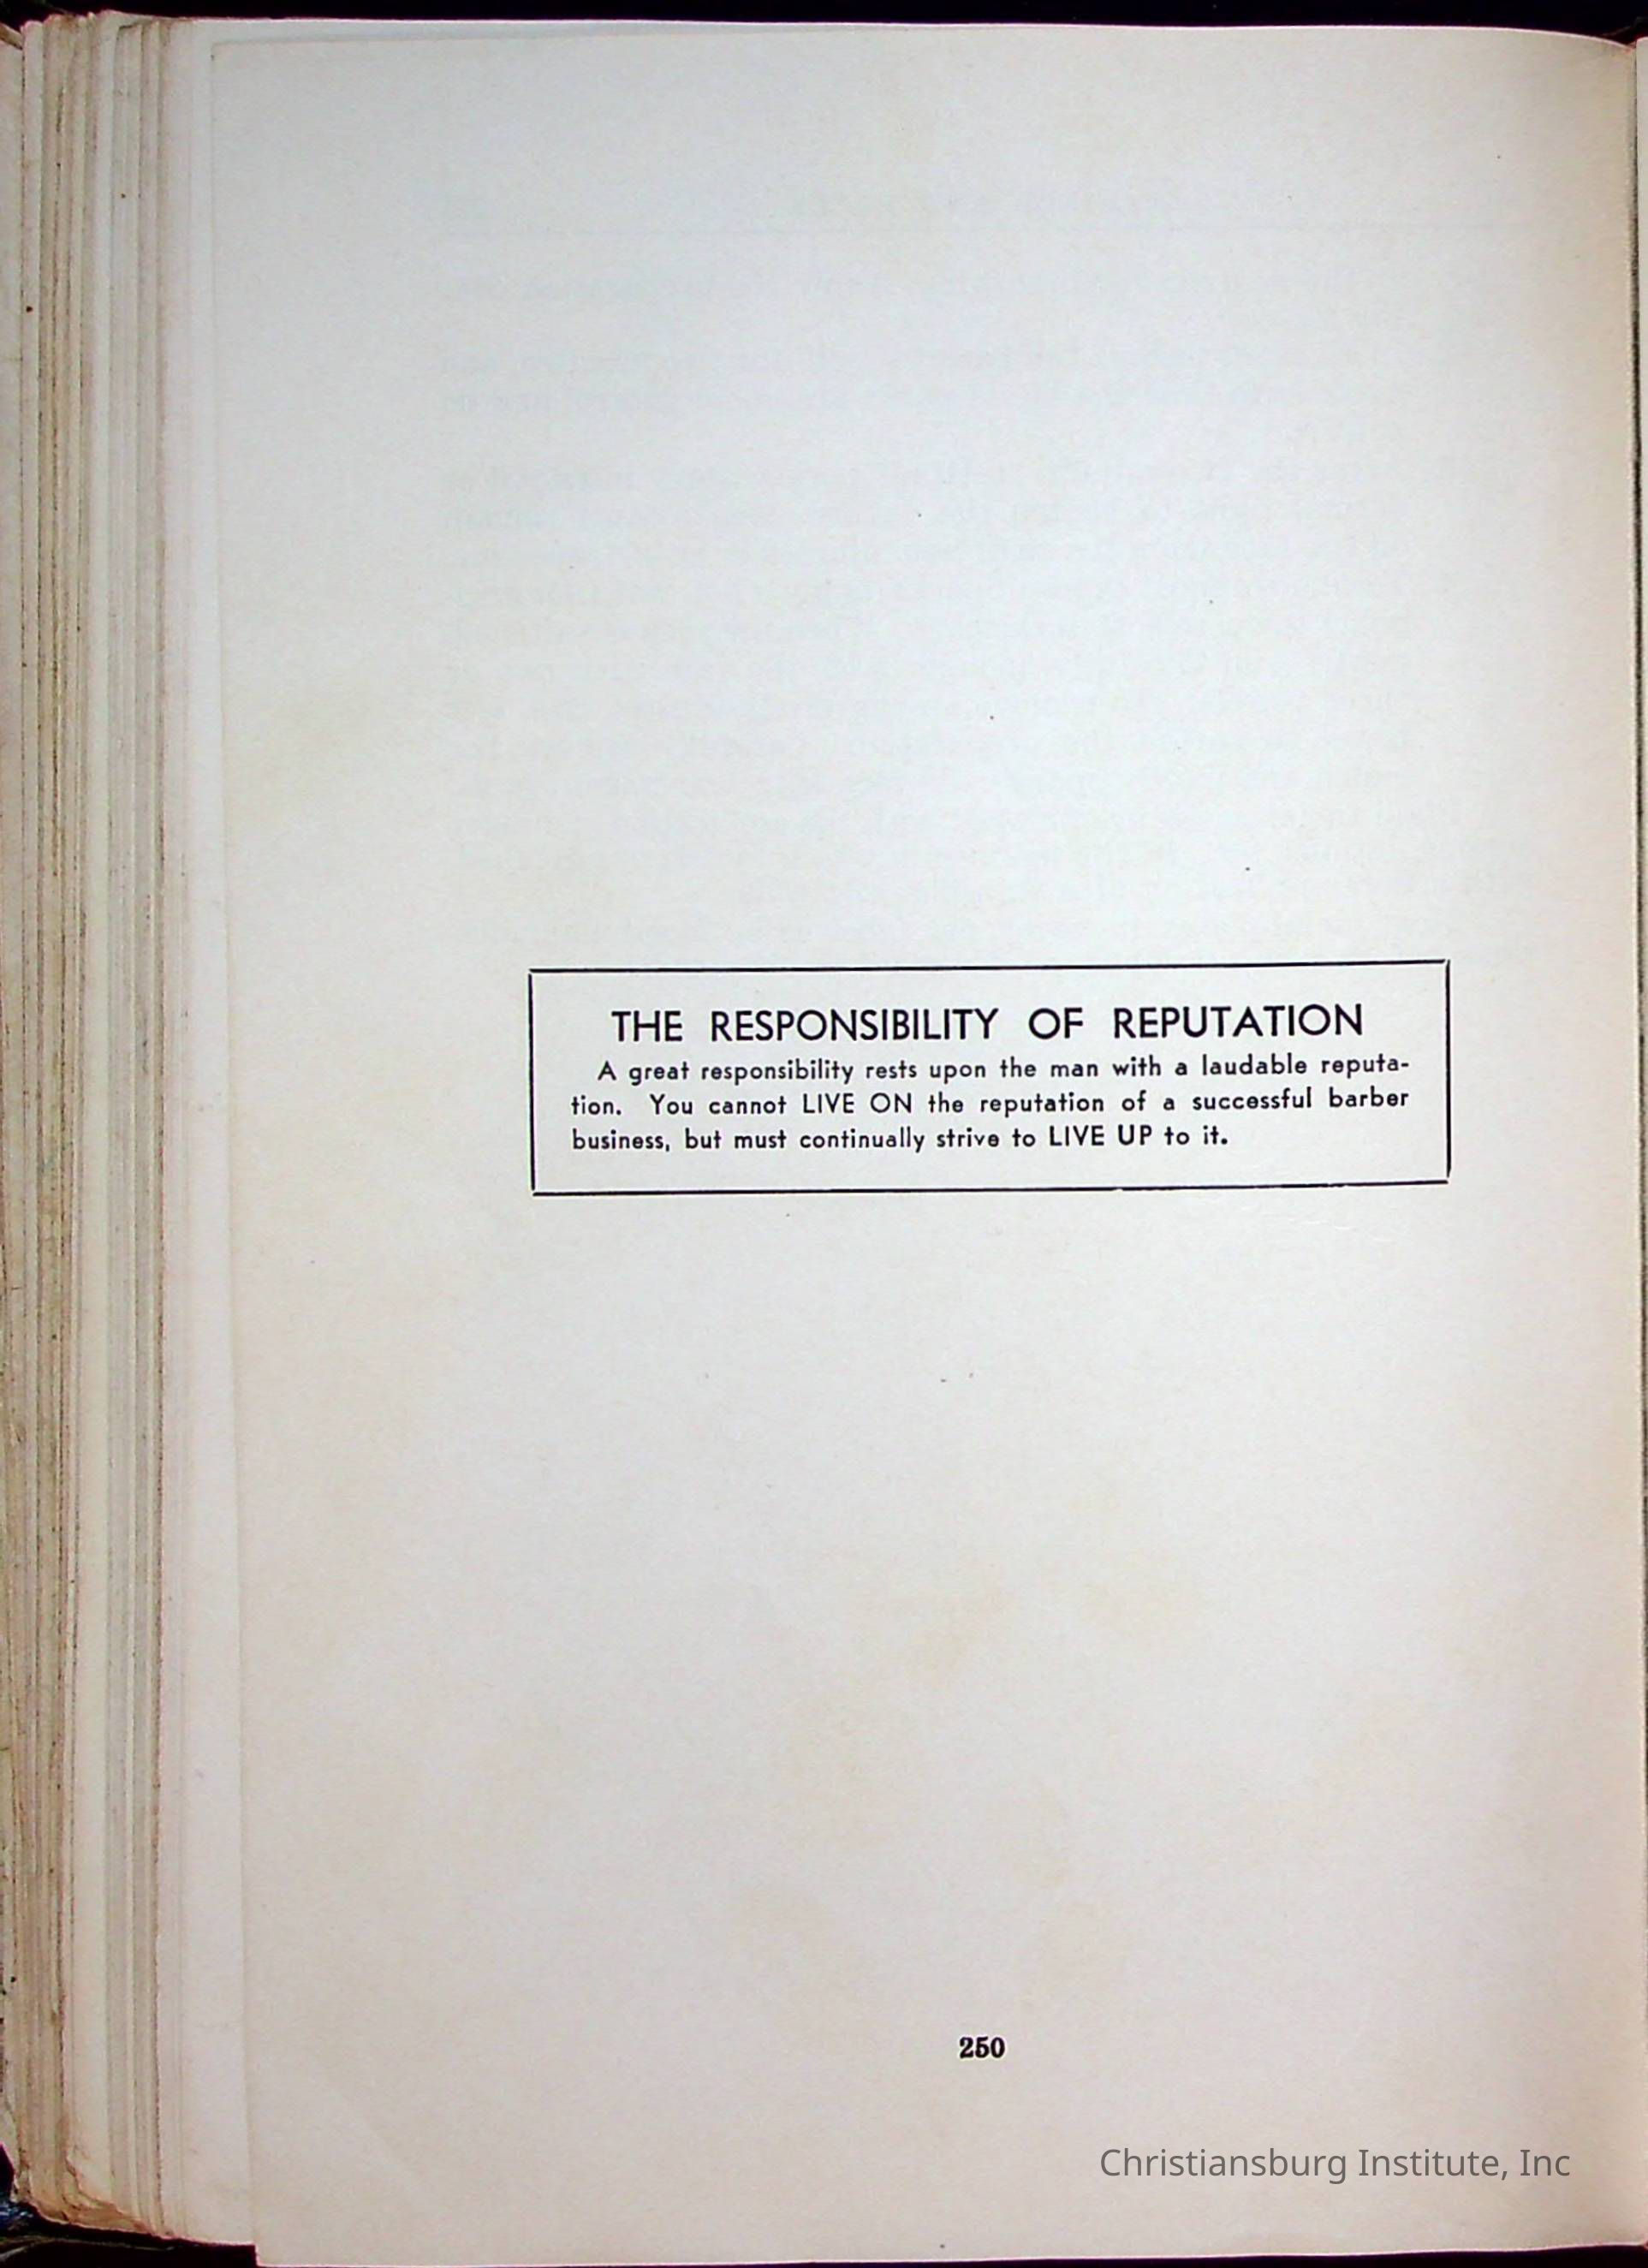 THE RESPONSIBILITY OF REPUTATION
A great responsibility rests upon the man with a laudable reputa-
tion. You cannot LIVE ON the reputation of a successful barber
business, but must continually strive to LIVE UP to it.
250
Christiansburg Institute, Inc